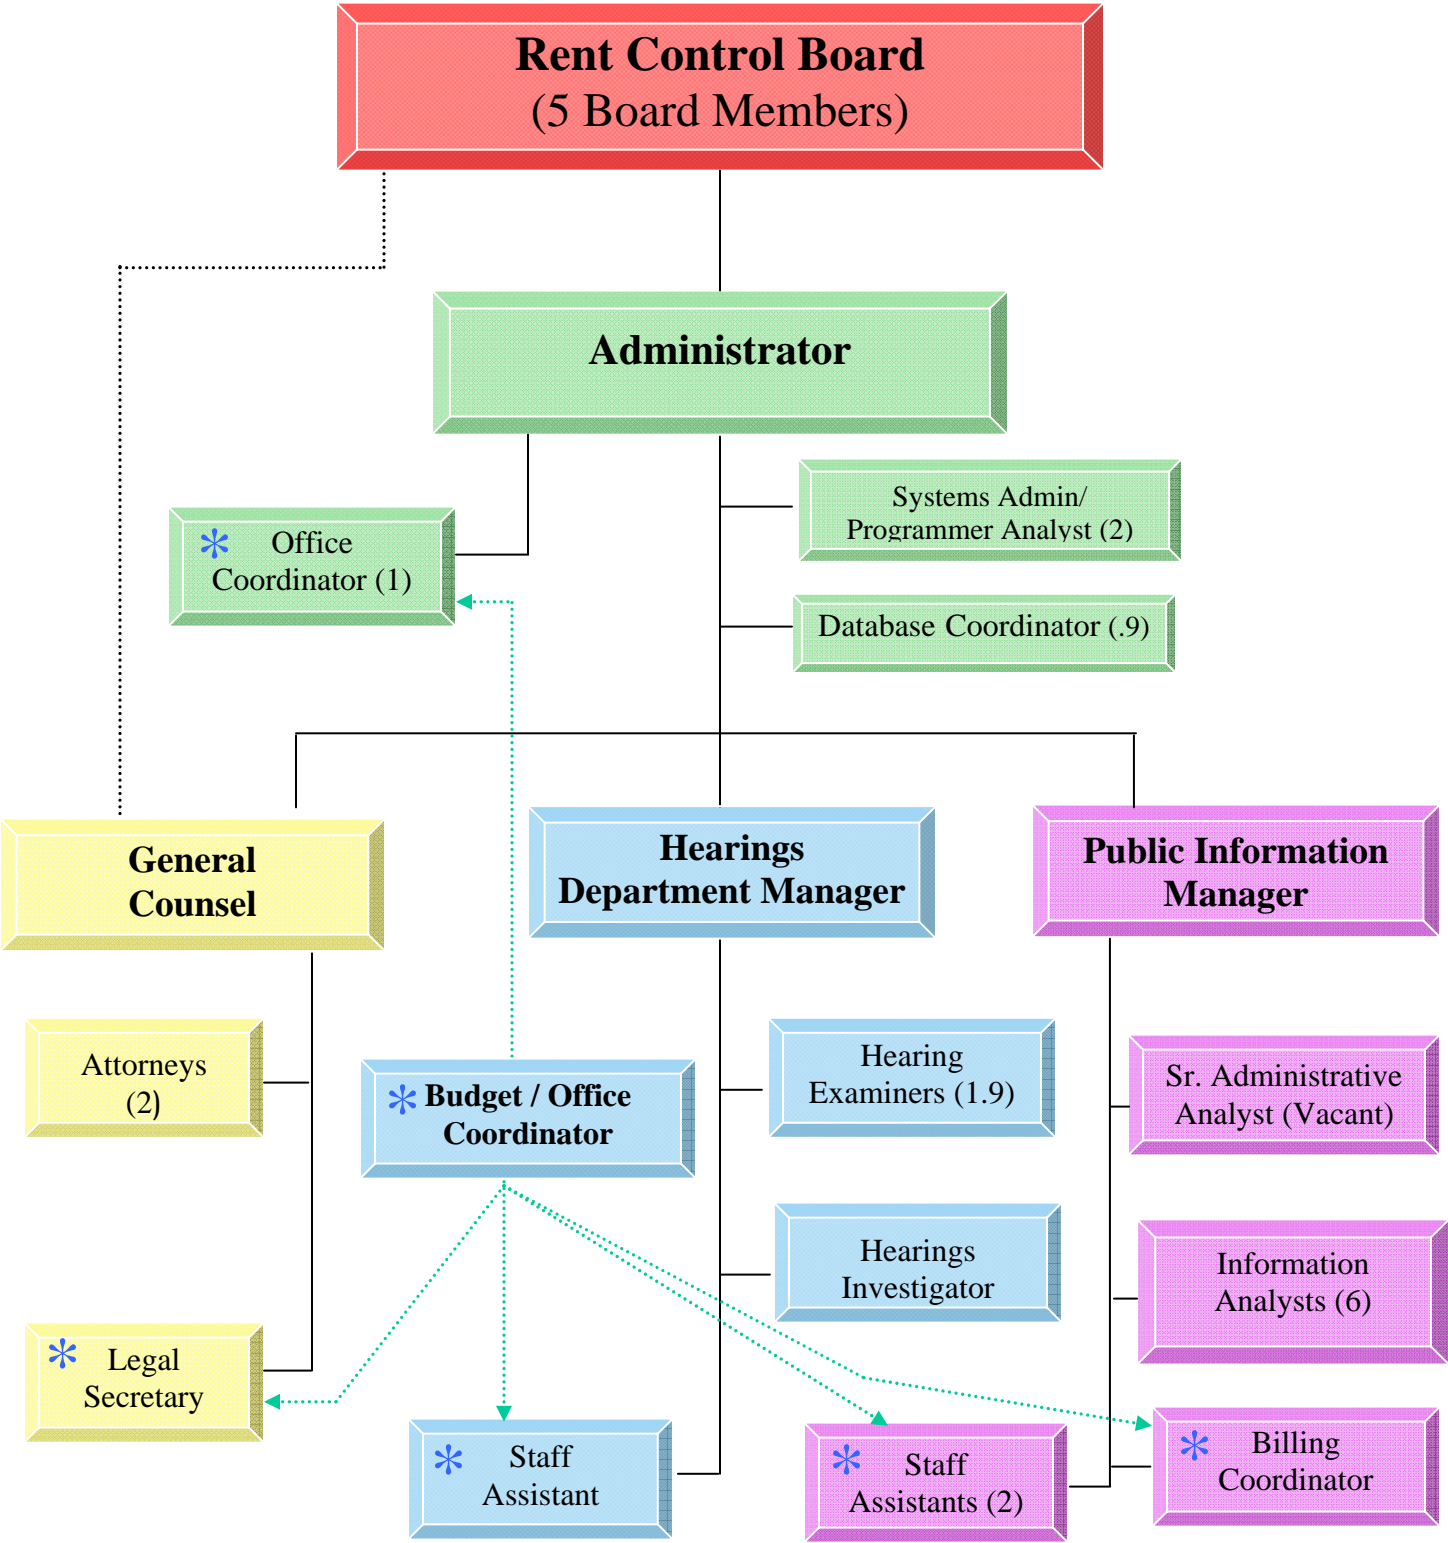 Rent Control Board
(5 Board Members)
Administrator
Systems Admin/
Programmer Analyst (2)
* Office
Coordinator (1)
Database Coordinator (.9)
General
Counsel
Hearings
Department Manager
Public Information
Manager
Attorneys
(2)
* Budget / Office
Coordinator
Hearing
Examiners (1.9)
Sr. Administrative
Analyst (Vacant)
Hearings
Investigator
Information
Analysts (6)
* Legal
Secretary
* Staff
Assistant
* Staff
Assistants (2)
* Billing
Coordinator